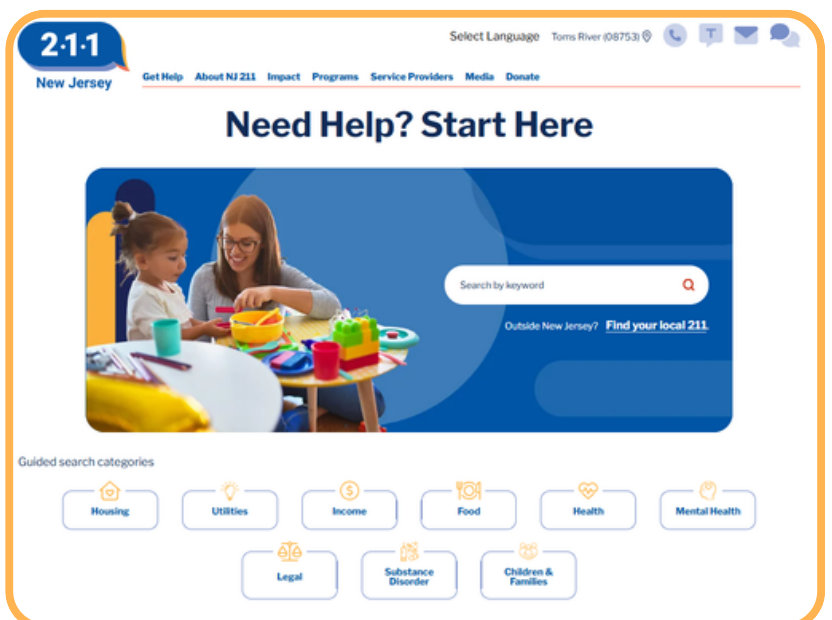 2·1·1
New Jersey
Select Language Toms River (08753)
T
Get Help About NJ 211 Impact Programs Service Providers Media Donate
Need Help? Start Here
Search by keyword
Outside New Jersey? Find your local 211.
Guided search categories
Housing
Utilities
$
Income
Food
Health
Mental Health
Legal
Substance
Disorder
Children &
Families